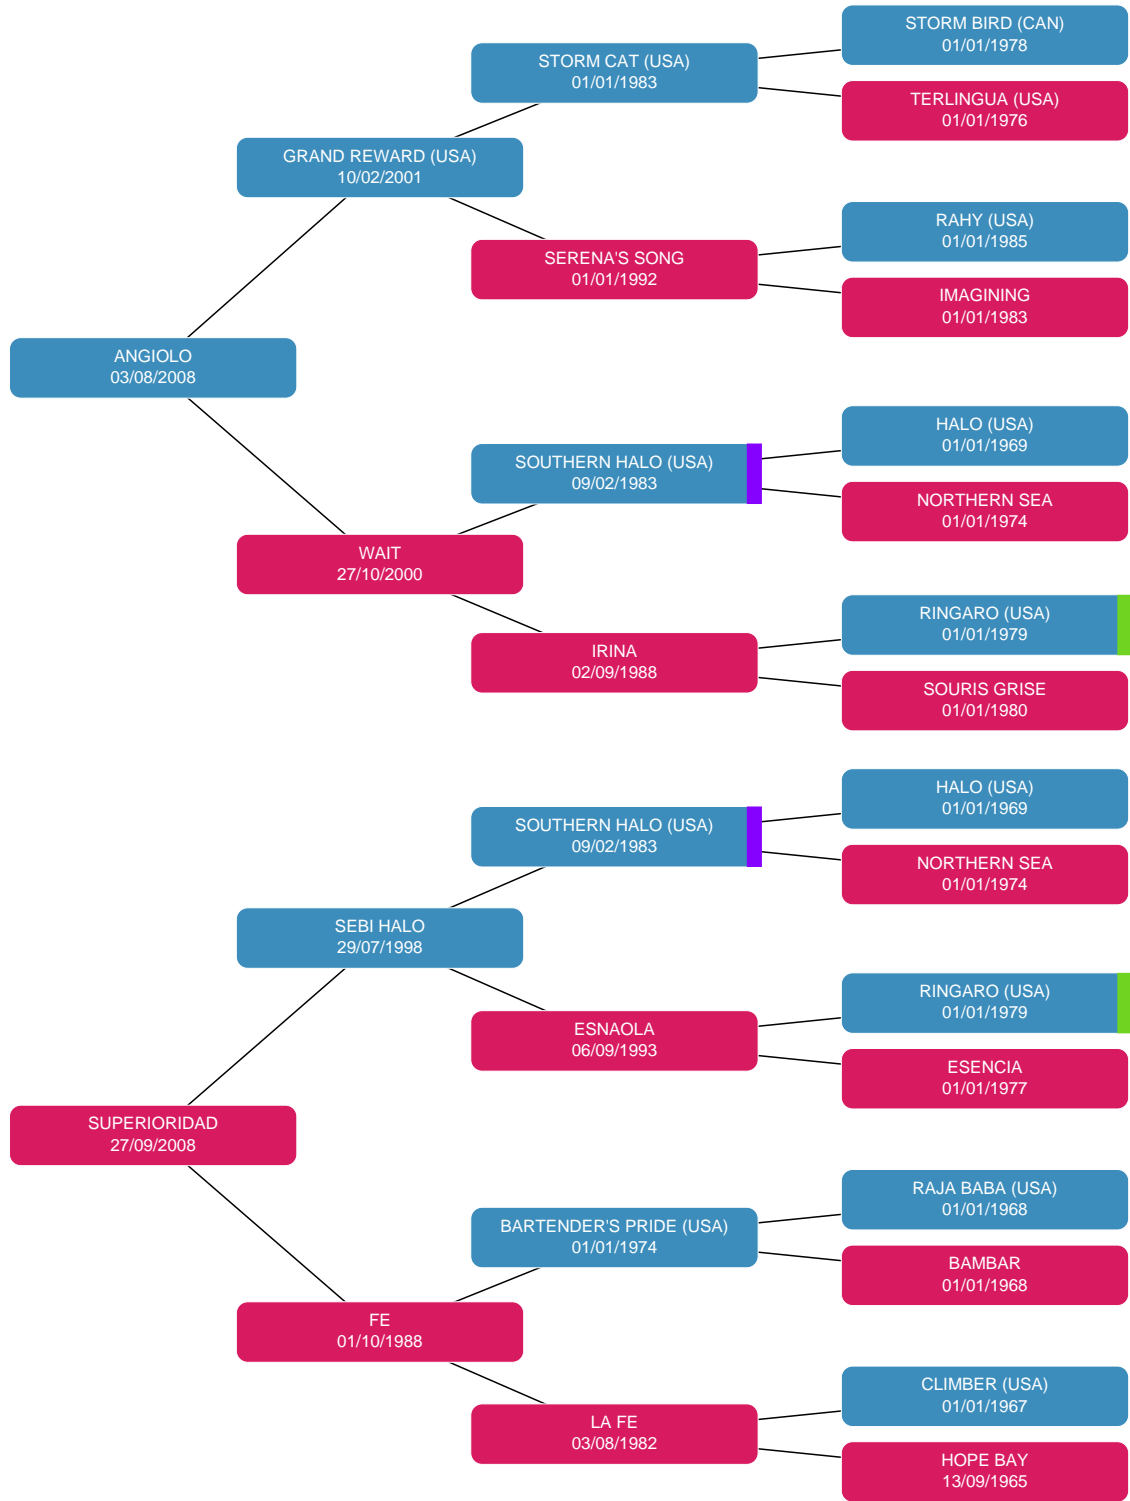 STORM BIRD (CAN)
01/01/1978
STORM CAT (USA)
01/01/1983
TERLINGUA (USA)
01/01/1976
GRAND REWARD (USA)
10/02/2001
RAHY (USA)
01/01/1985
SERENA'S SONG
01/01/1992
IMAGINING
01/01/1983
ANGIOLO
03/08/2008
HALO (USA)
01/01/1969
SOUTHERN HALO (USA)
09/02/1983
NORTHERN SEA
01/01/1974
WAIT
27/10/2000
RINGARO (USA)
01/01/1979
IRINA
02/09/1988
SOURIS GRISE
01/01/1980
HALO (USA)
01/01/1969
SOUTHERN HALO (USA)
09/02/1983
NORTHERN SEA
01/01/1974
SEBI HALO
29/07/1998
RINGARO (USA)
01/01/1979
ESNAOLA
06/09/1993
ESENCIA
01/01/1977
SUPERIORIDAD
27/09/2008
RAJA BABA (USA)
01/01/1968
BARTENDER'S PRIDE (USA)
01/01/1974
BAMBAR
01/01/1968
FE
01/10/1988
CLIMBER (USA)
01/01/1967
LA FE
03/08/1982
HOPE BAY
13/09/1965